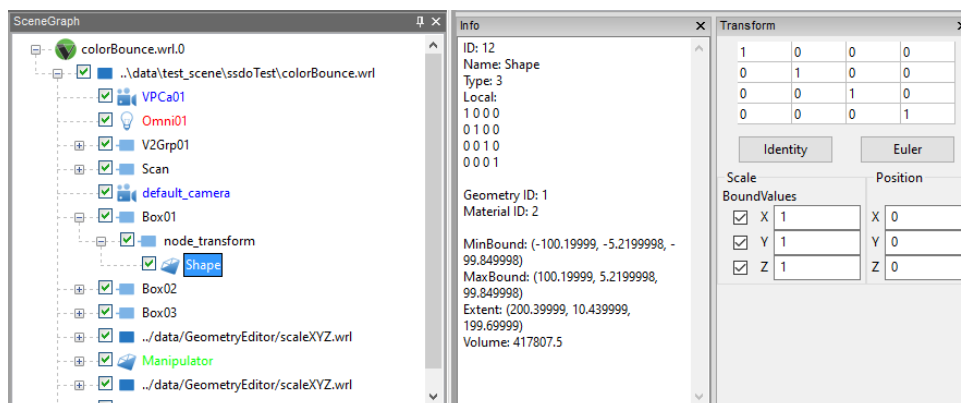 SceneGraph
colorBounce.wrl.0
..\data\test_scene\ssdoTest\colorBounce.wrl
VPCa01
Omni01
V2Grp01
Scan
default_camera
Box01
node_transform
Shape
Box02
Box03
../data/GeometryEditor/scaleXYZ.wrl
Manipulator
../data/GeometryEditor/scaleXYZ.wrl
Info
ID: 12
Name: Shape
Type: 3
Local:
1 0 0 0
0 1 0 0
0 0 1 0
0 0 0 1
Geometry ID: 1
Material ID: 2
MinBound: (-100.19999, -5.2199998, -
99.849998)
MaxBound: (100.19999, 5.2199998,
99.849998)
Extent: (200.39999, 10.439999,
199.69999)
Volume: 417807.5
Transform
1 0 0 0
0 1 0 0
0 0 1 0
0 0 0 1
Identity Euler
Scale Position
BoundValues
X 1 X 0
Y 1 Y 0
Z 1 Z 0